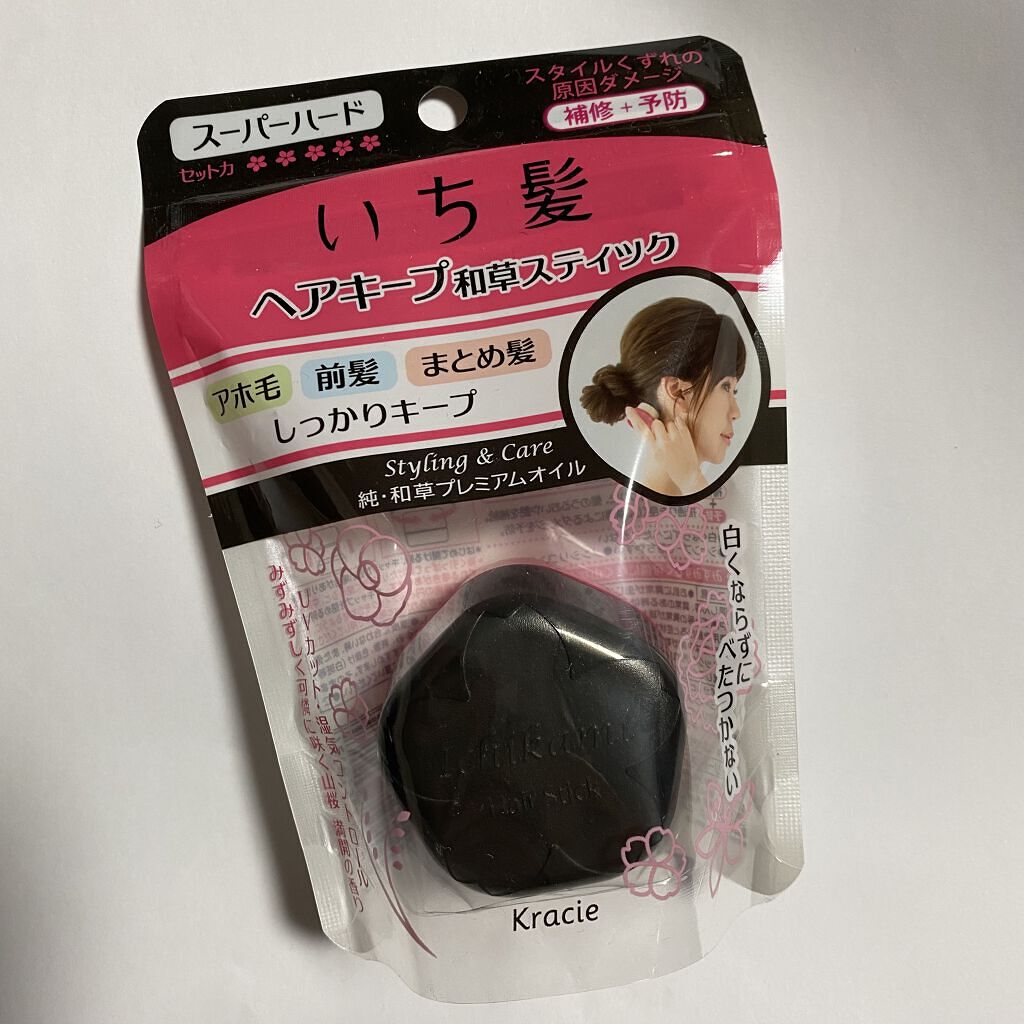 スーパーハード
セット力
スタイルくずれの
原因ダメージ
補修+予防
いち髪
ヘアキープ和草スティック
アホ毛
前髪
まとめ髪
しっかりキープ
Styling & Care
純・和草プレミアムオイル
白くならずに
べたつかない
UVカット・湿気コントロール
みずみずしく可憐に咲く山桜 満開の香り
Ichikami
Hair Stick
Kracie